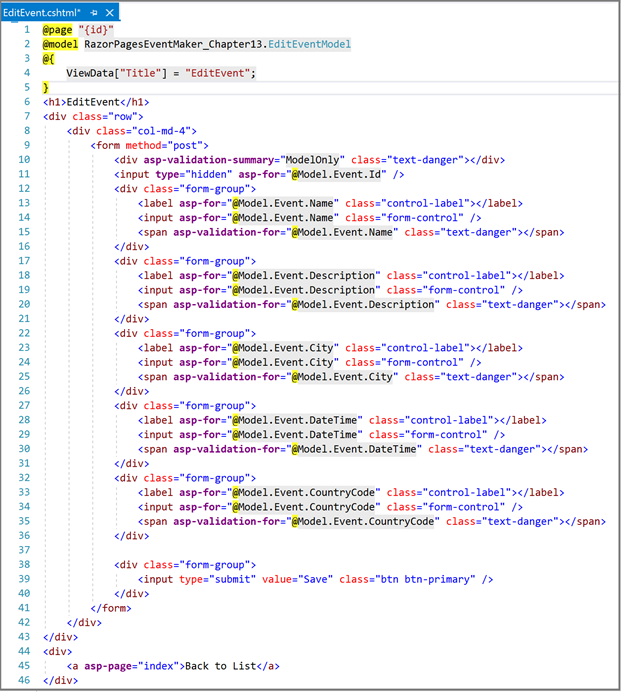 EditEvent.cshtml*
1 @page "{id}"
2 @model RazorPagesEventMaker_Chapter13.EditEventModel
3 @{
4     ViewData["Title"] = "EditEvent";
5 }
6 <h1>EditEvent</h1>
7 <div class="row">
8     <div class="col-md-4">
9         <form method="post">
10             <div asp-validation-summary="ModelOnly" class="text-danger"></div>
11             <input type="hidden" asp-for="@Model.Event.Id" />
12             <div class="form-group">
13                 <label asp-for="@Model.Event.Name" class="control-label"></label>
14                 <input asp-for="@Model.Event.Name" class="form-control" />
15                 <span asp-validation-for="@Model.Event.Name" class="text-danger"></span>
16             </div>
17             <div class="form-group">
18                 <label asp-for="@Model.Event.Description" class="control-label"></label>
19                 <input asp-for="@Model.Event.Description" class="form-control" />
20                 <span asp-validation-for="@Model.Event.Description" class="text-danger"></span>
21             </div>
22             <div class="form-group">
23                 <label asp-for="@Model.Event.City" class="control-label"></label>
24                 <input asp-for="@Model.Event.City" class="form-control" />
25                 <span asp-validation-for="@Model.Event.City" class="text-danger"></span>
26             </div>
27             <div class="form-group">
28                 <label asp-for="@Model.Event.DateTime" class="control-label"></label>
29                 <input asp-for="@Model.Event.DateTime" class="form-control" />
30                 <span asp-validation-for="@Model.Event.DateTime" class="text-danger"></span>
31             </div>
32             <div class="form-group">
33                 <label asp-for="@Model.Event.CountryCode" class="control-label"></label>
34                 <input asp-for="@Model.Event.CountryCode" class="form-control" />
35                 <span asp-validation-for="@Model.Event.CountryCode" class="text-danger"></span>
36             </div>
37
38             <div class="form-group">
39                 <input type="submit" value="Save" class="btn btn-primary" />
40             </div>
41         </form>
42     </div>
43 </div>
44 <div>
45     <a asp-page="index">Back to List</a>
46 </div>